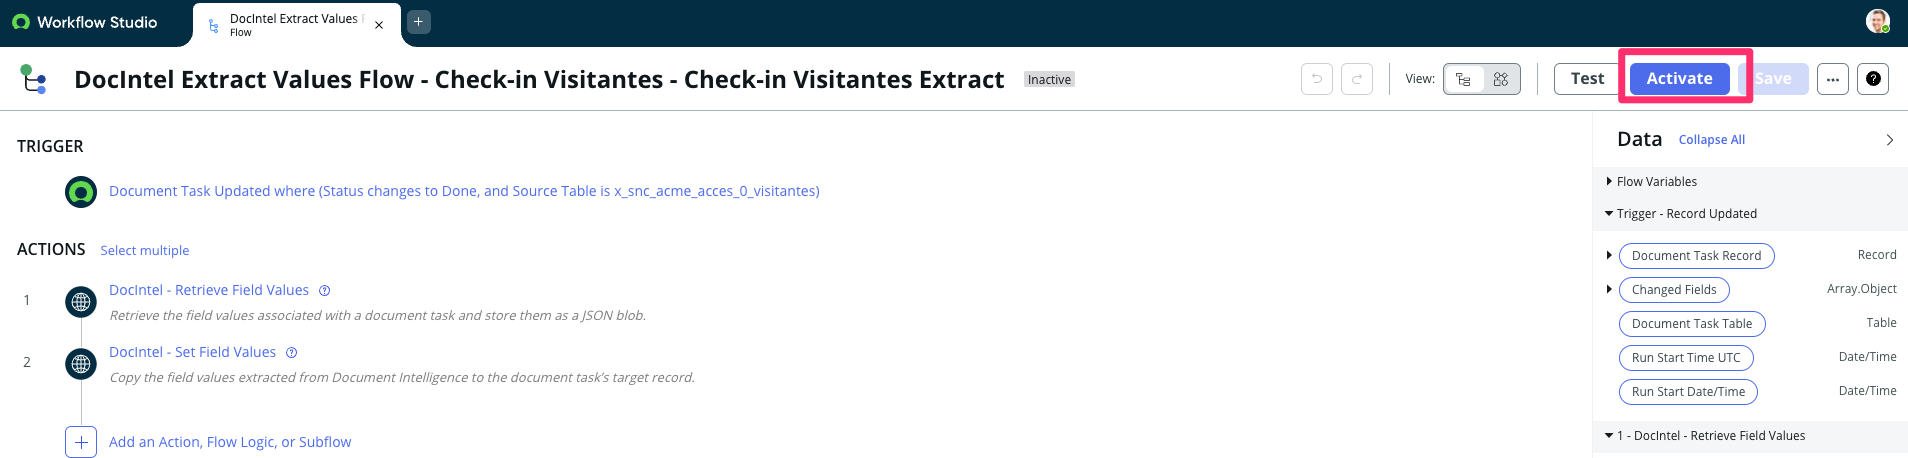 Workflow Studio
DocIntel Extract Values
Flow
DocIntel Extract Values Flow - Check-in Visitantes - Check-in Visitantes Extract
Inactive
View:
Test
Activate
Save
TRIGGER
Document Task Updated where (Status changes to Done, and Source Table is x_snc_acme_acces_0_visitantes)
ACTIONS
Select multiple
1
DocIntel - Retrieve Field Values
Retrieve the field values associated with a document task and store them as a JSON blob.
2
DocIntel - Set Field Values
Copy the field values extracted from Document Intelligence to the document task's target record.
Add an Action, Flow Logic, or Subflow
Data
Collapse All
Flow Variables
Trigger - Record Updated
Document Task Record
Record
Changed Fields
Array.Object
Document Task Table
Table
Run Start Time UTC
Date/Time
Run Start Date/Time
Date/Time
1 - DocIntel - Retrieve Field Values